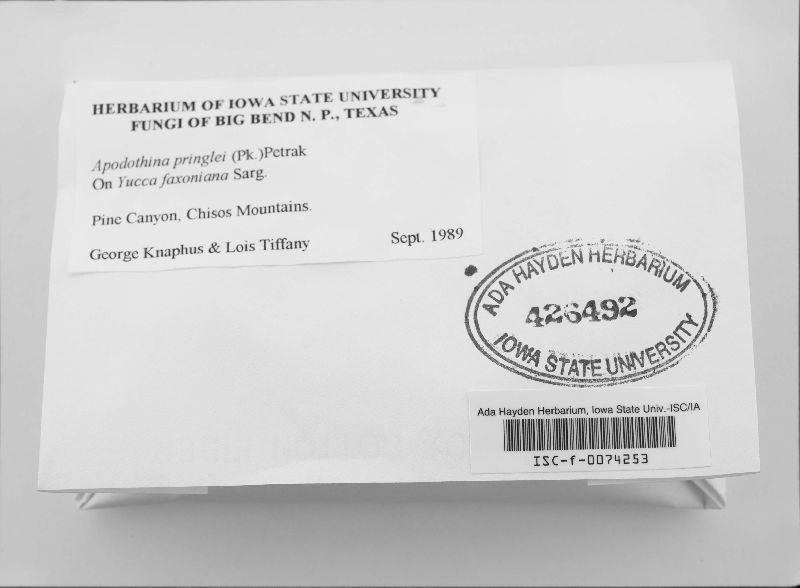 HERBARIUM OF IOWA STATE UNIVERSITY
FUNGI OF BIG BEND N. P., TEXAS
Apodothina pringlei (Pk.)Petrak
On Yucca faxoniana Sarg.
Pine Canyon, Chisos Mountains.
George Knaphus & Lois Tiffany Sept. 1989
ADA HAYDEN HERBARIUM
426492
IOWA STATE UNIVERSITY
Ada Hayden Herbarium, Iowa State Univ.-ISC/IA
ISC-f-0074253